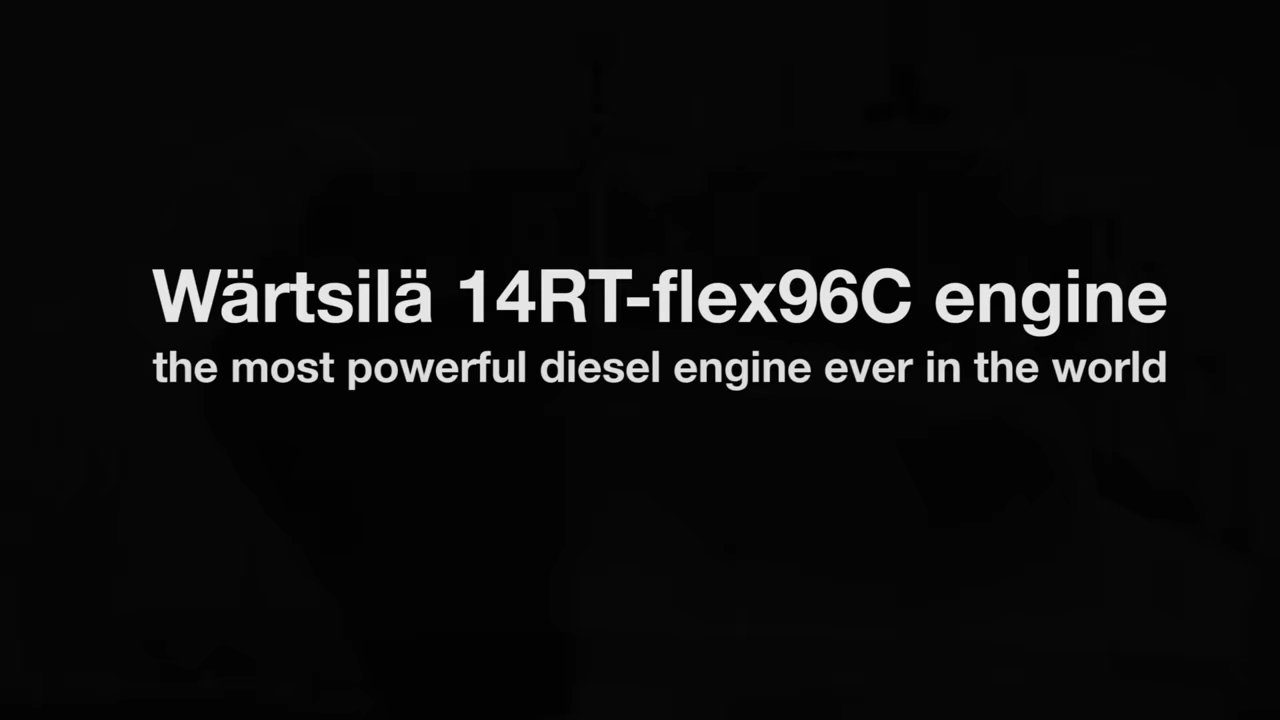 Wärtsilä 14RT-flex96C engine
the most powerful diesel engine ever in the world